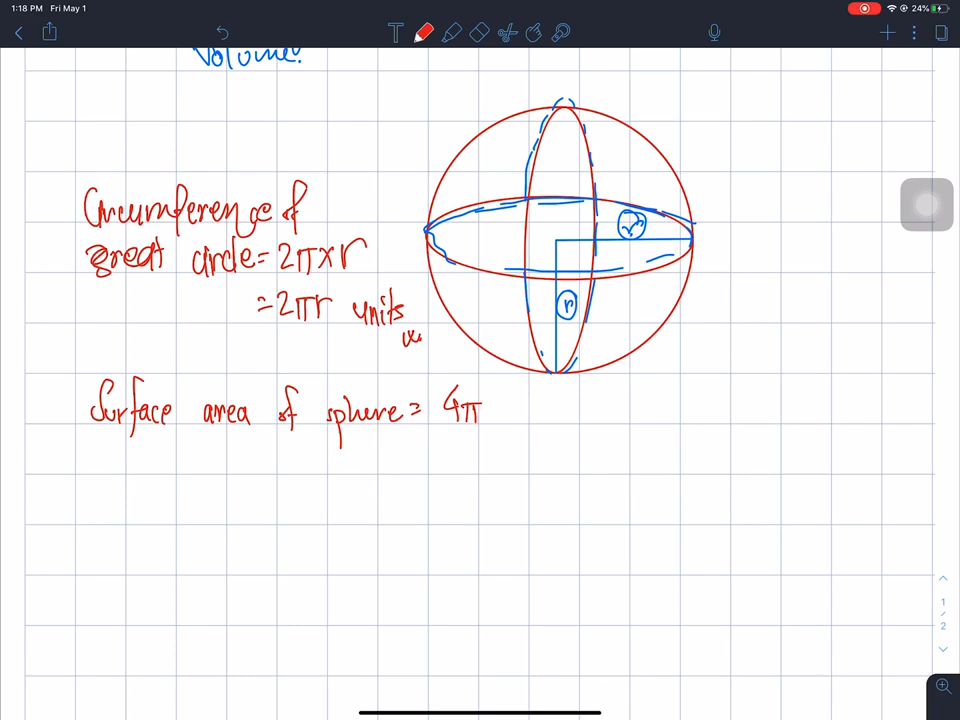 1:18 PM Fri May 1
24%
T
Volume?
Circumference of
great circle = 2π×r
= 2πr units
r
r
Surface area of sphere = 4π
1
2